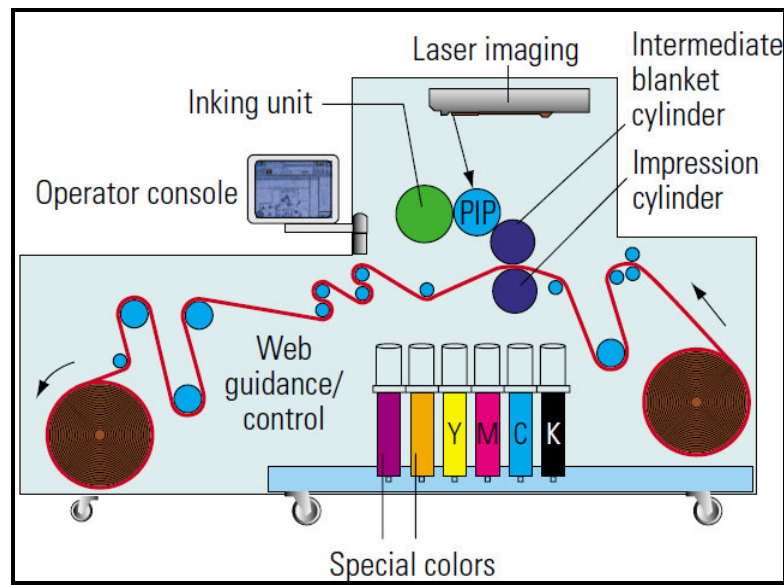 Laser imaging
Intermediate
blanket
cylinder
Inking unit
Impression
cylinder
Operator console
PIP
Web
guidance/
control
Y M C K
Special colors